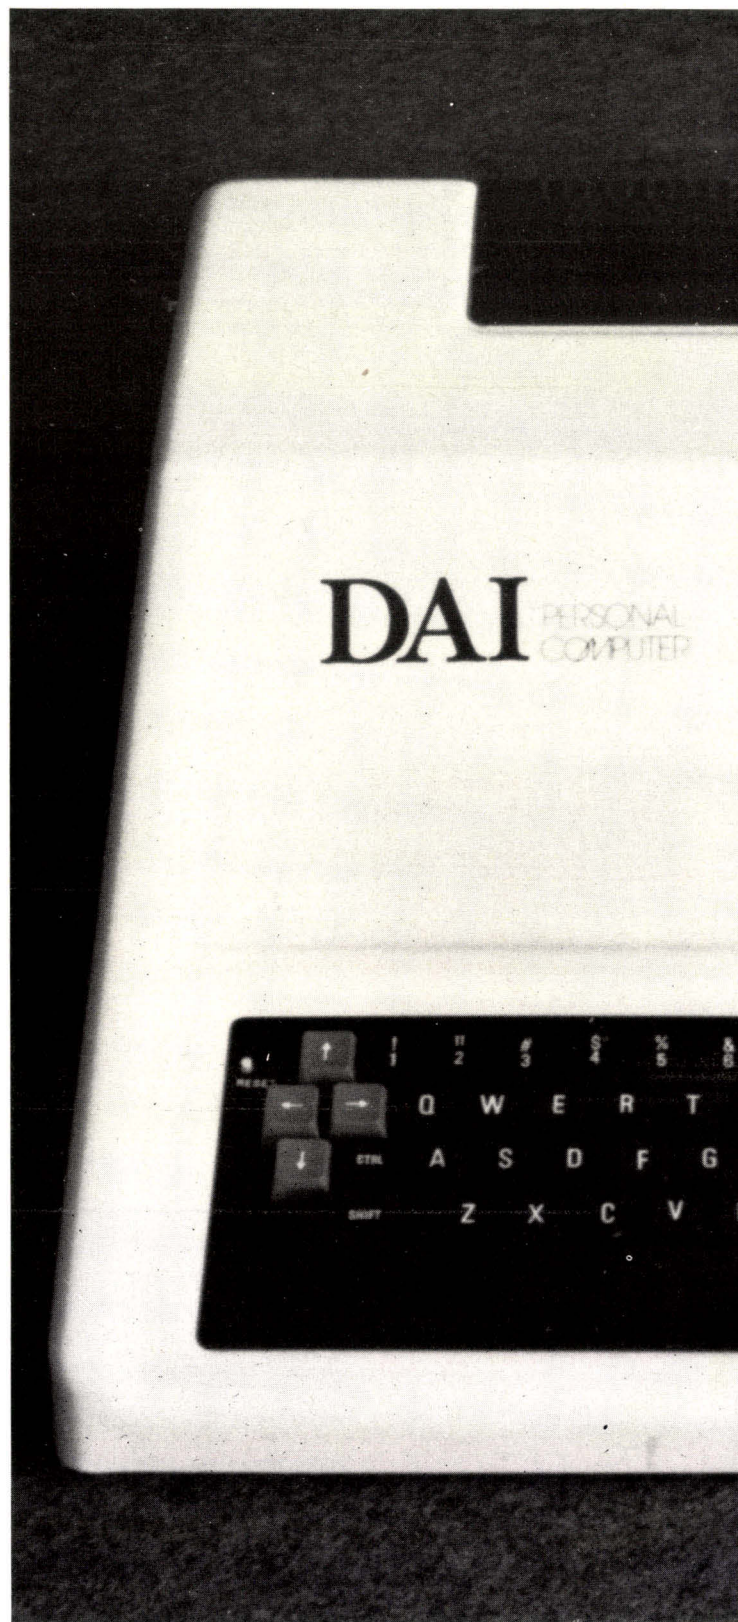 DAI PERSONAL
COMPUTER
! " # $ % &
↑ 1 2 3 4 5 6
RESET
← → Q W E R T
↓ CTRL A S D F G
SHIFT Z X C V